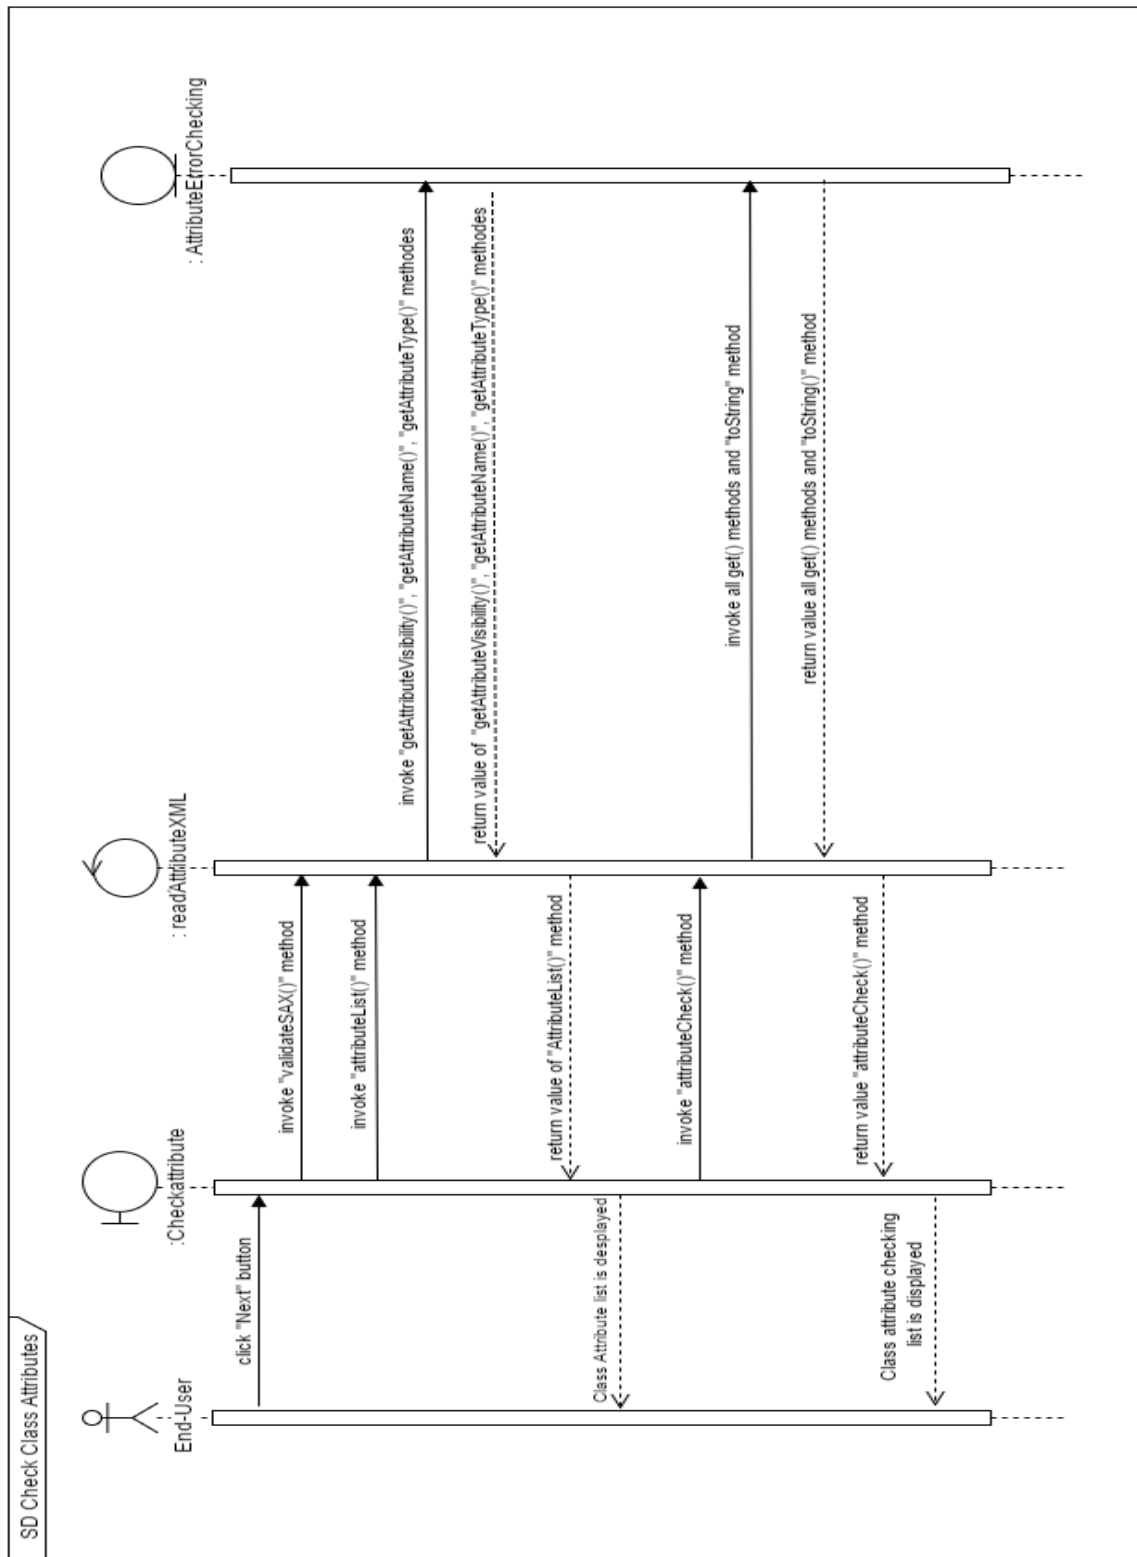 SD Check Class Attributes
End-User
:Checkattribute
: readAttributeXML
: AttributeErrorChecking
click "Next" button
invoke "validateSAX()" method
invoke "attributeList()" method
invoke "getAttributeVisibility()", "getAttributeName()", "getAttributeType()" methodes
return value of "getAttributeVisibility()", "getAttributeName()", "getAttributeType()" methodes
return value of "AttributeList()" method
Class Attribute list is desplayed
invoke "attributeCheck()" method
invoke all get() methods and "toString" method
return value all get() methods and "toString()" method
return value "attributeCheck()" method
Class attribute checking
list is displayed